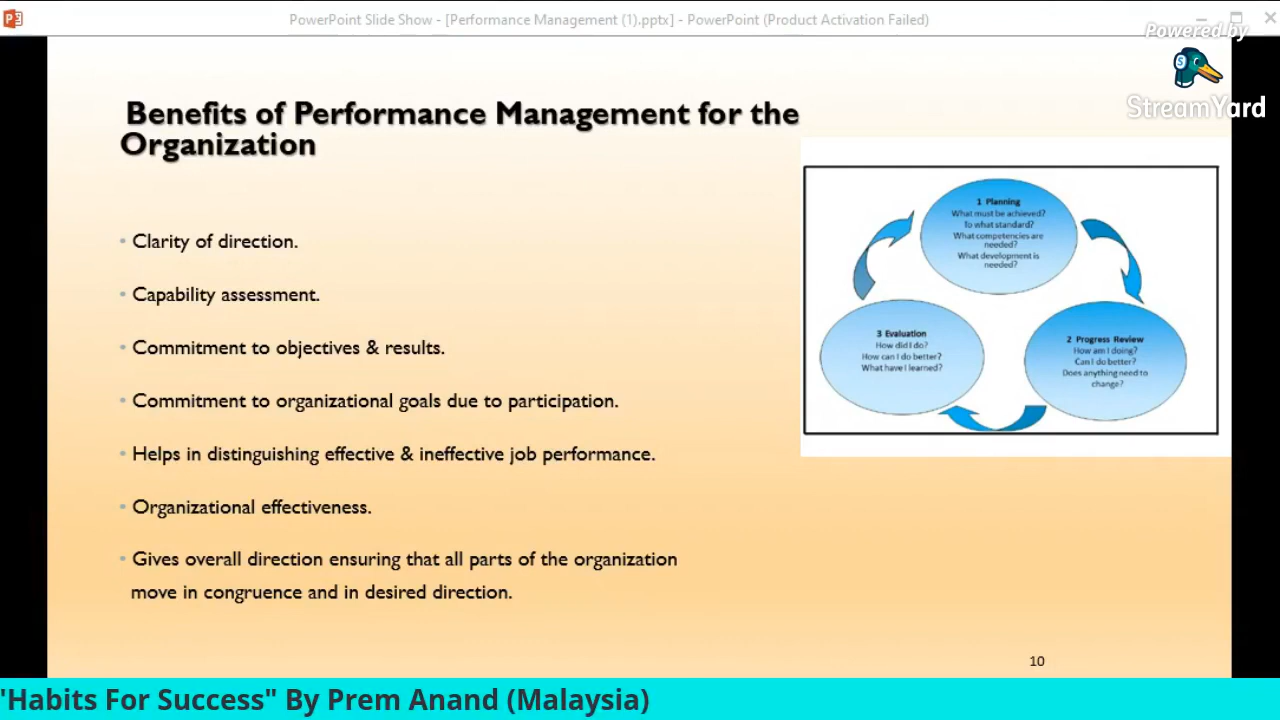 PowerPoint Slide Show - [Performance Management (1).pptx] - PowerPoint (Product Activation Failed)
Powered by
StreamYard
Benefits of Performance Management for the
Organization
• Clarity of direction.
• Capability assessment.
• Commitment to objectives & results.
• Commitment to organizational goals due to participation.
• Helps in distinguishing effective & ineffective job performance.
• Organizational effectiveness.
• Gives overall direction ensuring that all parts of the organization
move in congruence and in desired direction.
1 Planning
What must be achieved?
To what standard?
What competencies are
needed?
What development is
needed?
2 Progress Review
How am I doing?
Can I do better?
Does anything need to
change?
3 Evaluation
How did I do?
How can I do better?
What have I learned?
10
"Habits For Success" By Prem Anand (Malaysia)